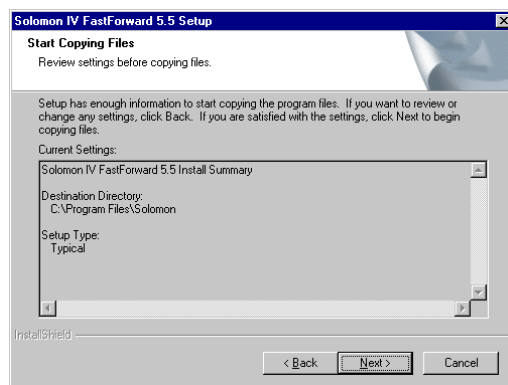 Solomon IV FastForward 5.5 Setup
Start Copying Files
Review settings before copying files.
Setup has enough information to start copying the program files. If you want to review or
change any settings, click Back. If you are satisfied with the settings, click Next to begin
copying files.
Current Settings:
Solomon IV FastForward 5.5 Install Summary
Destination Directory:
C:\Program Files\Solomon
Setup Type:
Typical
InstallShield
< Back
Next >
Cancel